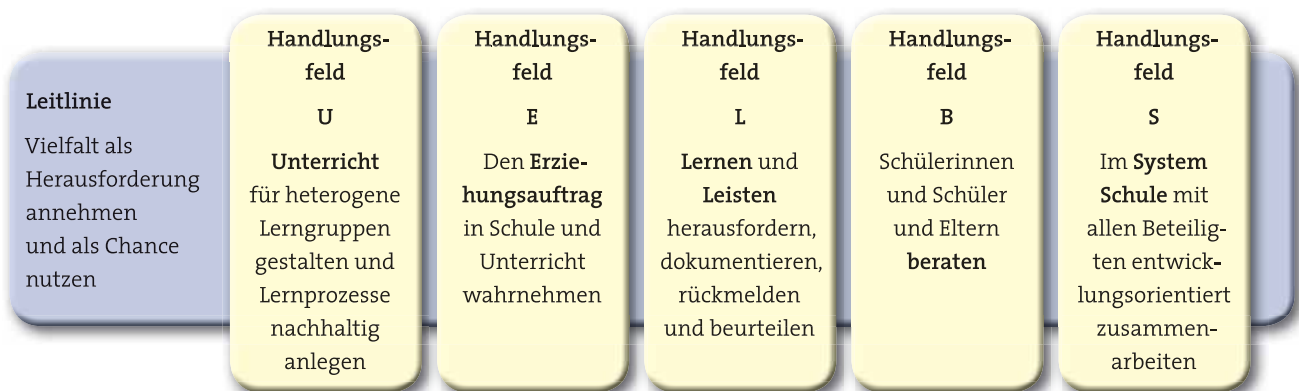 Leitlinie
Vielfalt als
Herausforderung
annehmen
und als Chance
nutzen
Handlungs-
feld
U
Unterricht
für heterogene
Lerngruppen
gestalten und
Lernprozesse
nachhaltig
anlegen
Handlungs-
feld
E
Den Erzie-
hungsauftrag
in Schule und
Unterricht
wahrnehmen
Handlungs-
feld
L
Lernen und
Leisten
herausfordern,
dokumentieren,
rückmelden
und beurteilen
Handlungs-
feld
B
Schülerinnen
und Schüler
und Eltern
beraten
Handlungs-
feld
S
Im System
Schule mit
allen Beteilig-
ten entwick-
lungsorientiert
zusammen-
arbeiten